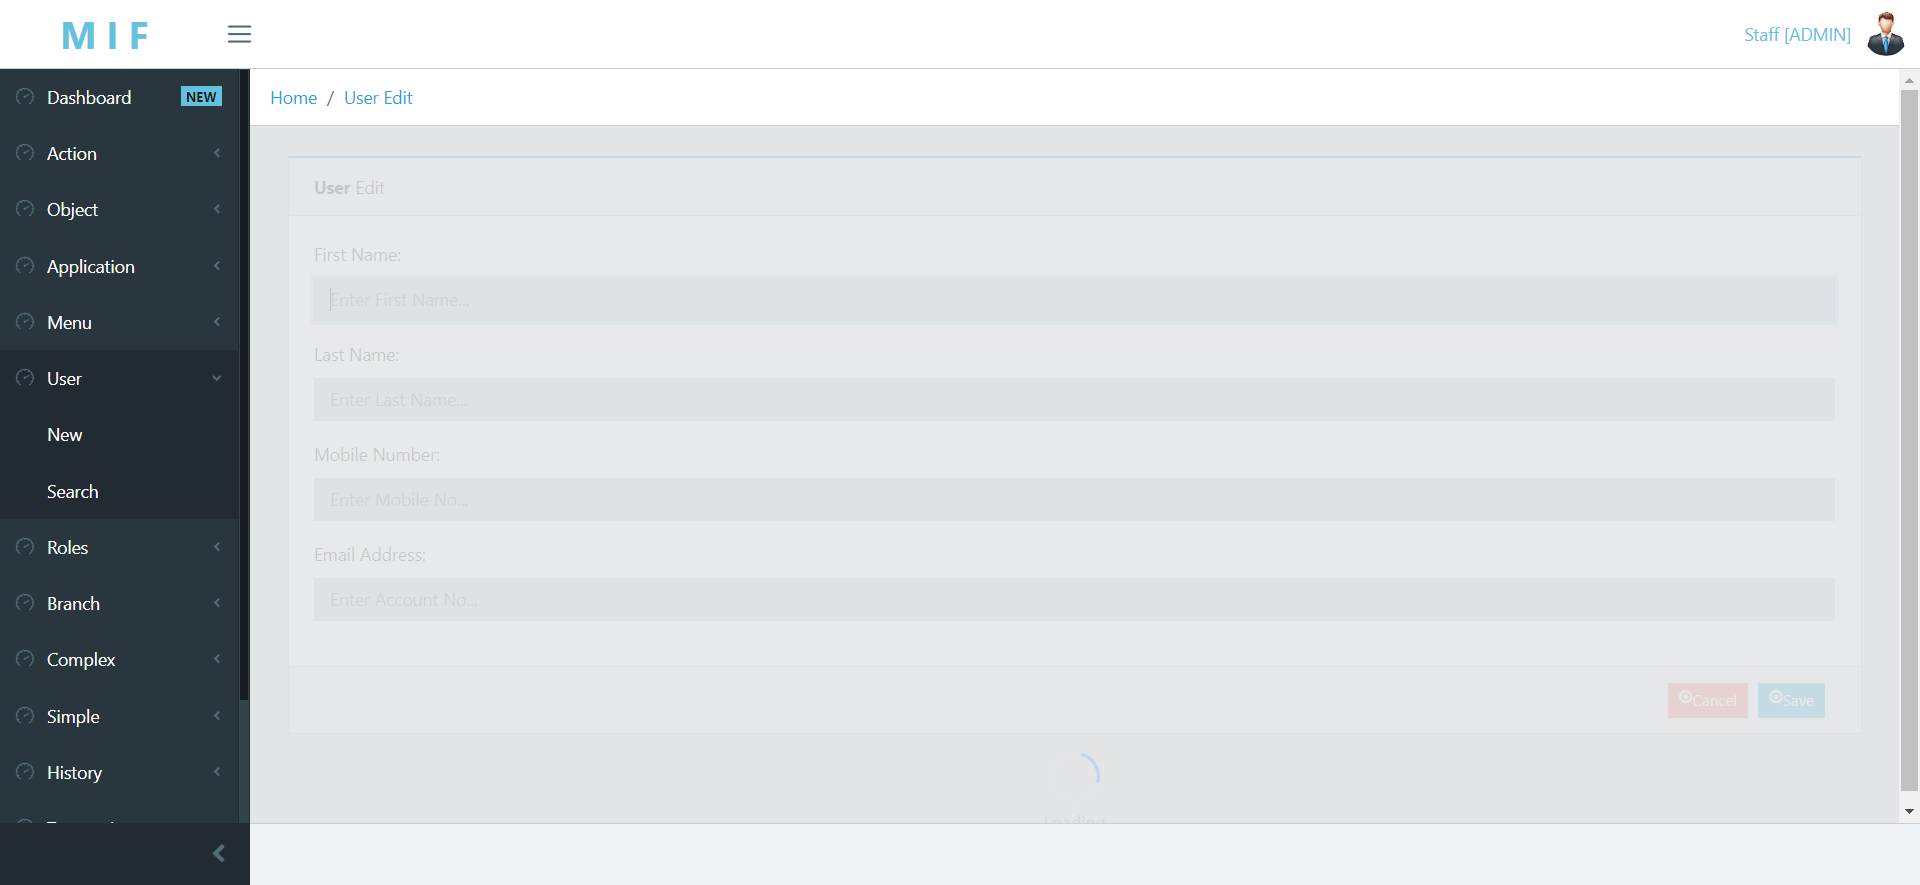 M I F
Staff [ADMIN]
Dashboard NEW
Action
Object
Application
Menu
User
New
Search
Roles
Branch
Complex
Simple
History
Home / User Edit
User Edit
First Name:
Enter First Name...
Last Name:
Enter Last Name...
Mobile Number:
Enter Mobile No...
Email Address:
Enter Account No...
Cancel Save
Loading